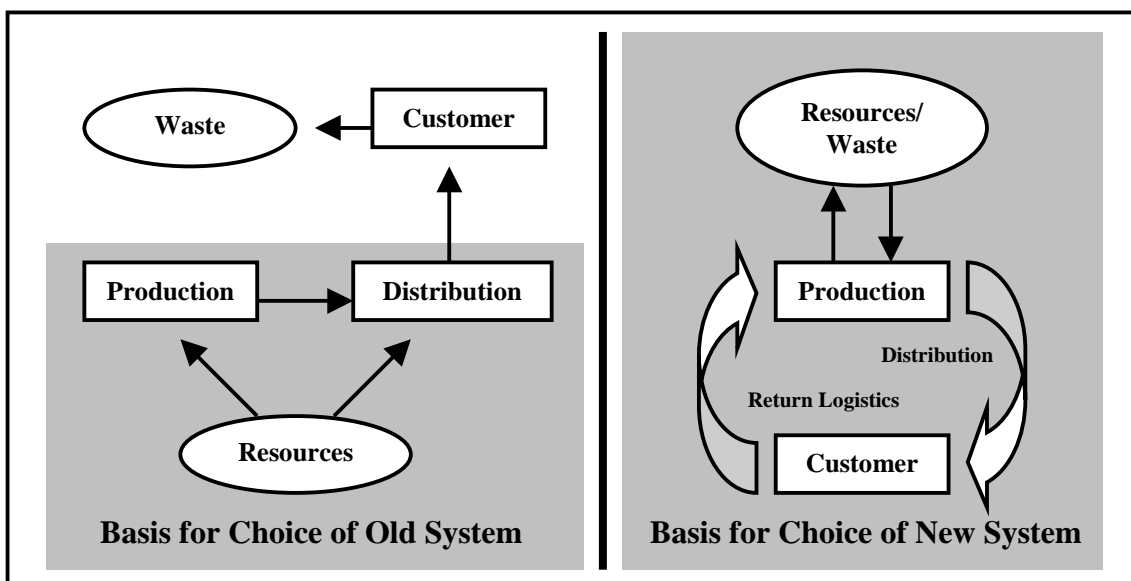 Waste
Customer
Production
Distribution
Resources
Basis for Choice of Old System
Resources/
Waste
Production
Distribution
Return Logistics
Customer
Basis for Choice of New System